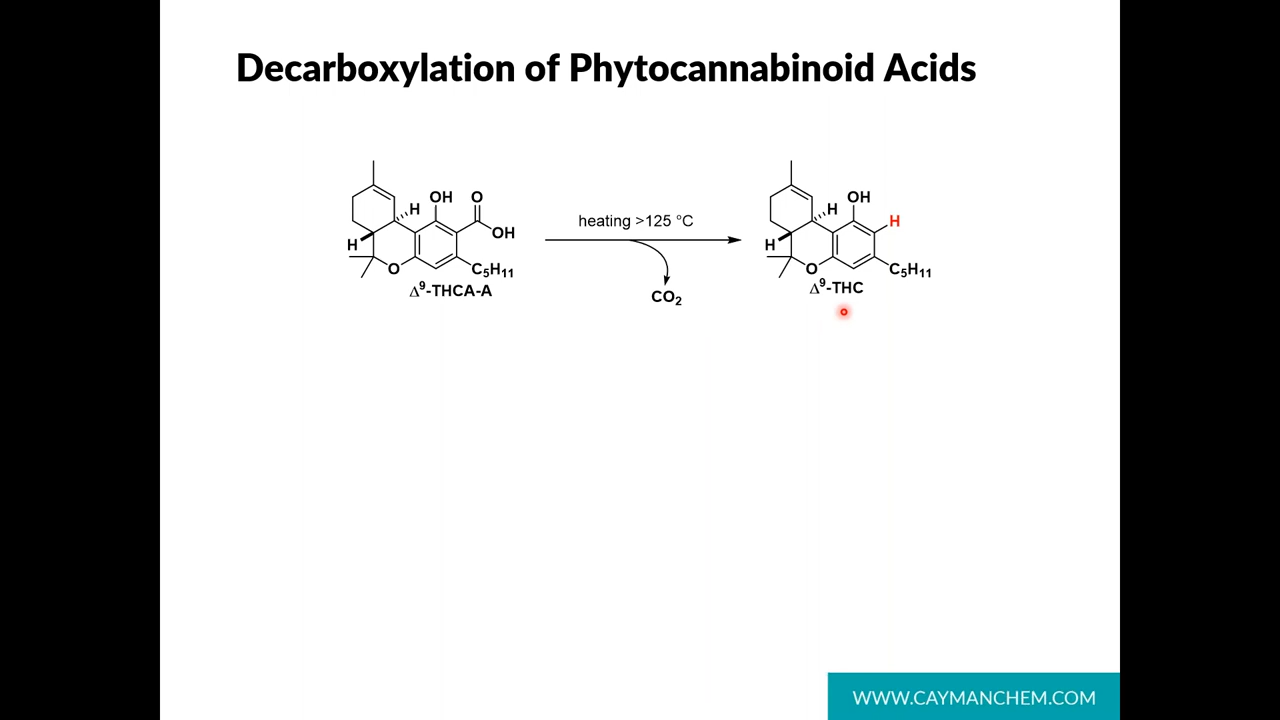 Decarboxylation of Phytocannabinoid Acids
OH
O
H
OH
H
O
C₅H₁₁
Δ⁹-THCA-A
heating >125 °C
CO₂
OH
H
H
H
O
C₅H₁₁
Δ⁹-THC
WWW.CAYMANCHEM.COM